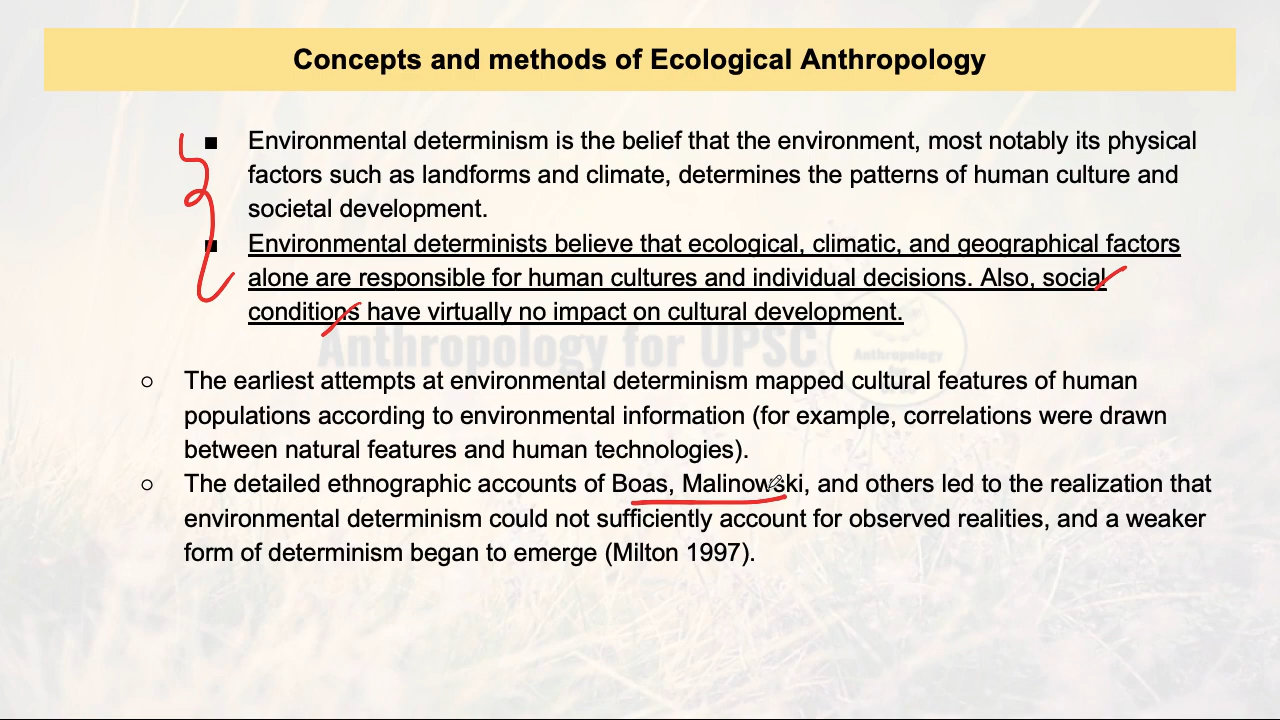 Concepts and methods of Ecological Anthropology
■ Environmental determinism is the belief that the environment, most notably its physical
factors such as landforms and climate, determines the patterns of human culture and
societal development.
■ Environmental determinists believe that ecological, climatic, and geographical factors
alone are responsible for human cultures and individual decisions. Also, social
conditions have virtually no impact on cultural development.
Anthropology for UPSC
Anthropology
○ The earliest attempts at environmental determinism mapped cultural features of human
populations according to environmental information (for example, correlations were drawn
between natural features and human technologies).
○ The detailed ethnographic accounts of Boas, Malinowski, and others led to the realization that
environmental determinism could not sufficiently account for observed realities, and a weaker
form of determinism began to emerge (Milton 1997).